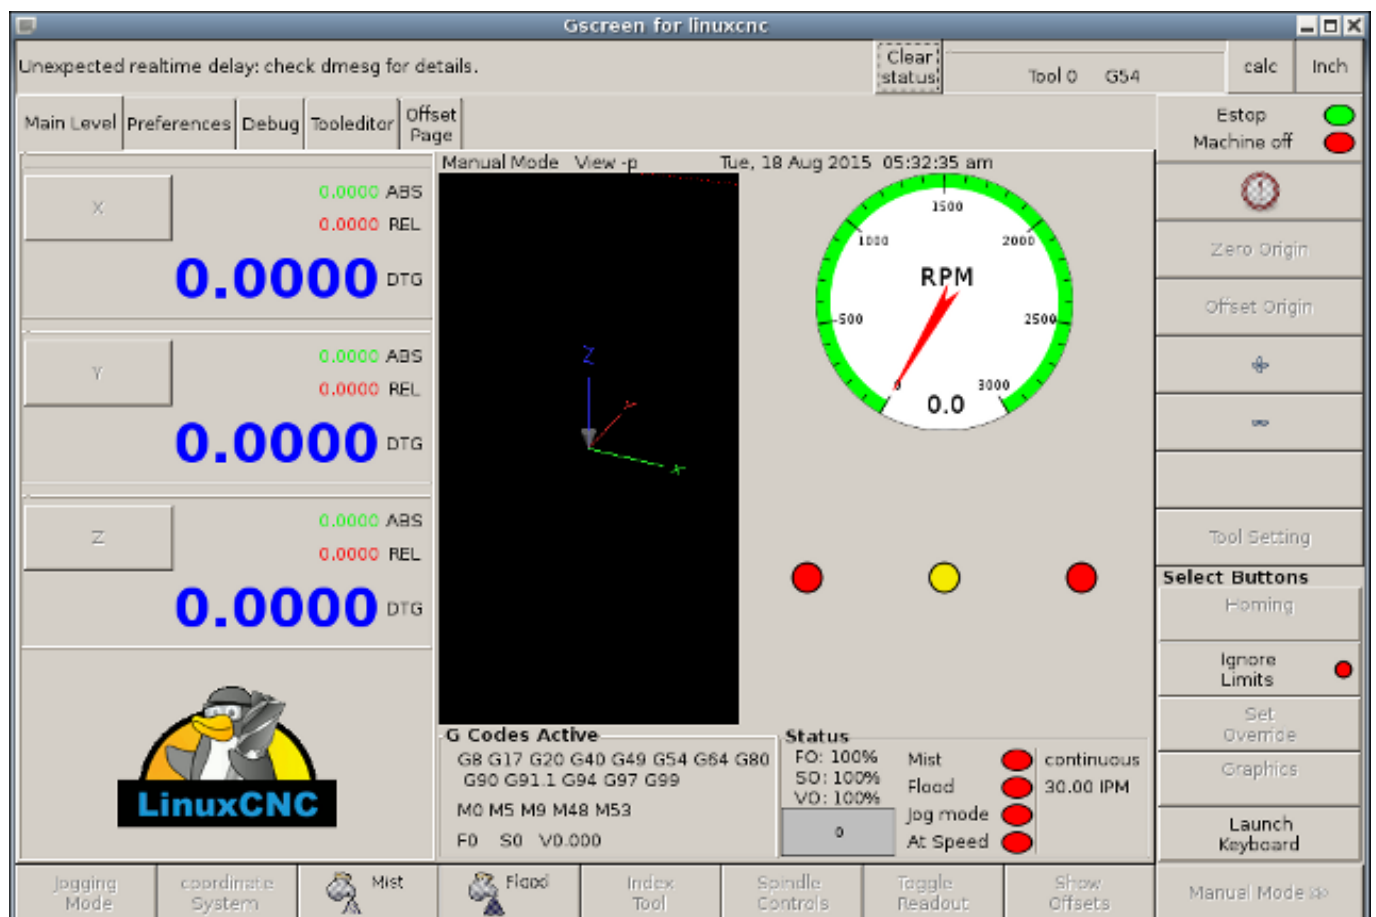 Gscreen for linuxcnc
Unexpected realtime delay: check dmesg for details.
Clear
status
Tool 0 G54
calc
Inch
Main Level
Preferences
Debug
Tooleditor
Offset
Page
Estop
Machine off
Manual Mode View -p Tue, 18 Aug 2015 05:32:35 am
X
0.0000 ABS
0.0000 REL
0.0000 DTG
Y
0.0000 ABS
0.0000 REL
0.0000 DTG
Z
0.0000 ABS
0.0000 REL
0.0000 DTG
LinuxCNC
Z
Y
X
1500
1000
2000
RPM
500
2500
0
3000
0.0
G Codes Active
G8 G17 G20 G40 G49 G54 G64 G80
G90 G91.1 G94 G97 G99
M0 M5 M9 M48 M53
F0 S0 V0.000
Status
FO: 100%
SO: 100%
VO: 100%
0
Mist
Flood
Jog mode
At Speed
continuous
30.00 IPM
Zero Origin
Offset Origin
Tool Setting
Select Buttons
Homing
Ignore
Limits
Set
Override
Graphics
Launch
Keyboard
Jogging
Mode
coordinate
System
Mist
Flood
Index
Tool
Spindle
Controls
Toggle
Readout
Show
Offsets
Manual Mode >>